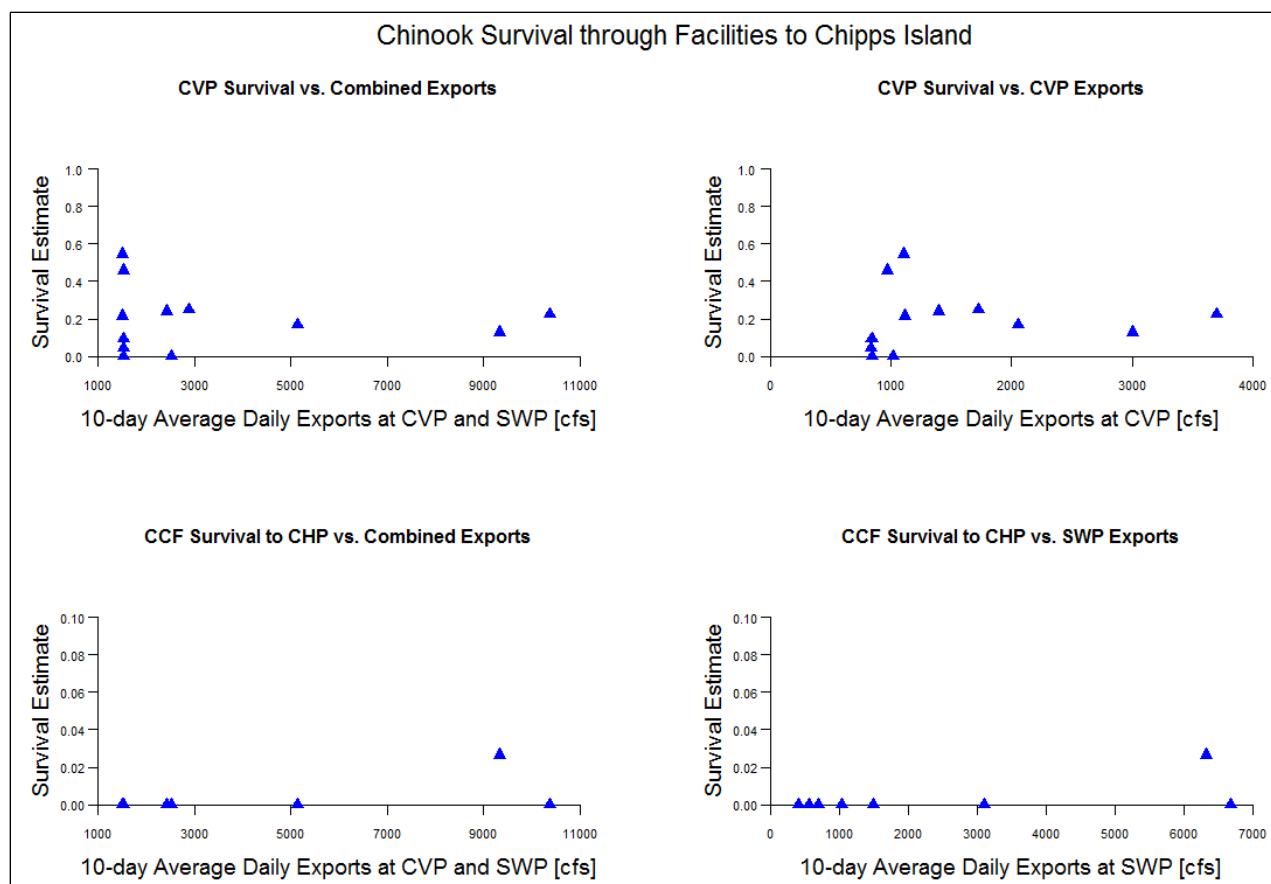 Chinook Survival through Facilities to Chipps Island
CVP Survival vs. Combined Exports
Survival Estimate
1.0
0.8
0.6
0.4
0.2
0.0
1000 3000 5000 7000 9000 11000
10-day Average Daily Exports at CVP and SWP [cfs]
CVP Survival vs. CVP Exports
Survival Estimate
1.0
0.8
0.6
0.4
0.2
0.0
0 1000 2000 3000 4000
10-day Average Daily Exports at CVP [cfs]
CCF Survival to CHP vs. Combined Exports
Survival Estimate
0.10
0.08
0.06
0.04
0.02
0.00
1000 3000 5000 7000 9000 11000
10-day Average Daily Exports at CVP and SWP [cfs]
CCF Survival to CHP vs. SWP Exports
Survival Estimate
0.10
0.08
0.06
0.04
0.02
0.00
0 1000 2000 3000 4000 5000 6000 7000
10-day Average Daily Exports at SWP [cfs]